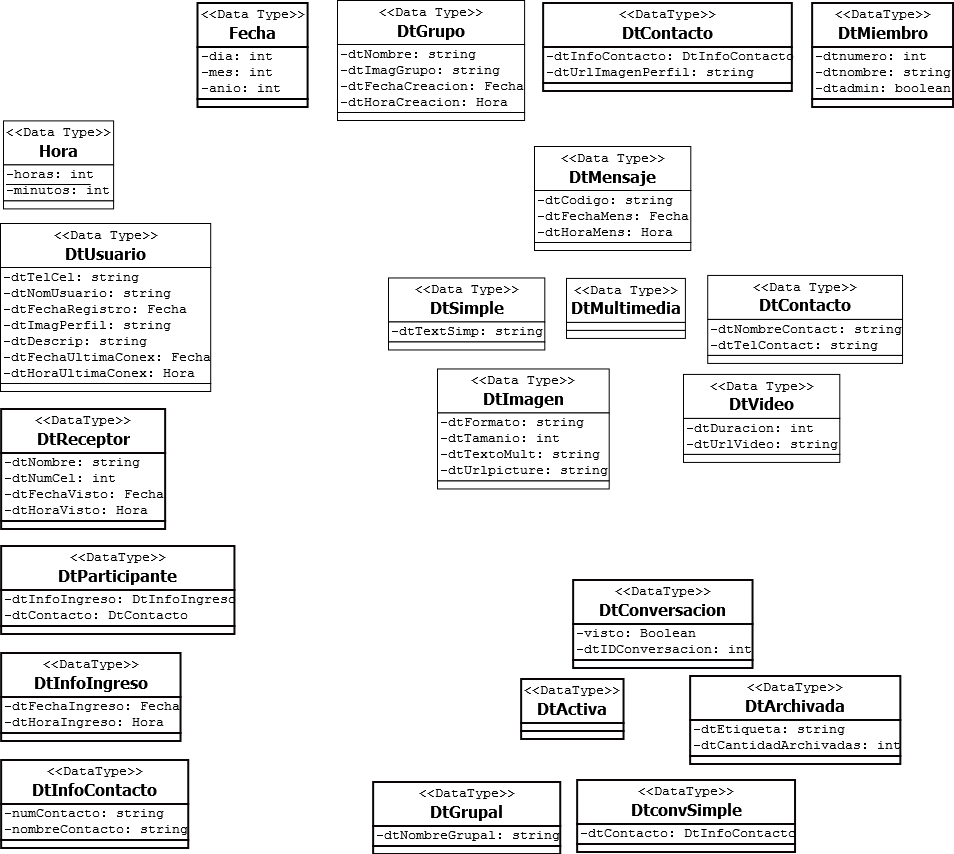 <<Data Type>>
Fecha
-dia: int
-mes: int
-anio: int
<<Data Type>>
DtGrupo
-dtNombre: string
-dtImagGrupo: string
-dtFechaCreacion: Fecha
-dtHoraCreacion: Hora
<<DataType>>
DtContacto
-dtInfoContacto: DtInfoContacto
-dtUrlImagenPerfil: string
<<DataType>>
DtMiembro
-dtnumero: int
-dtnombre: string
-dtadmin: boolean
<<Data Type>>
Hora
-horas: int
-minutos: int
<<Data Type>>
DtMensaje
-dtCodigo: string
-dtFechaMens: Fecha
-dtHoraMens: Hora
<<Data Type>>
DtUsuario
-dtTelCel: string
-dtNomUsuario: string
-dtFechaRegistro: Fecha
-dtImagPerfil: string
-dtDescrip: string
-dtFechaUltimaConex: Fecha
-dtHoraUltimaConex: Hora
<<Data Type>>
DtSimple
-dtTextSimp: string
<<Data Type>>
DtMultimedia
<<Data Type>>
DtContacto
-dtNombreContact: string
-dtTelContact: string
<<Data Type>>
DtImagen
-dtFormato: string
-dtTamanio: int
-dtTextoMult: string
-dtUrlpicture: string
<<Data Type>>
DtVideo
-dtDuracion: int
-dtUrlVideo: string
<<DataType>>
DtReceptor
-dtNombre: string
-dtNumCel: int
-dtFechaVisto: Fecha
-dtHoraVisto: Hora
<<DataType>>
DtParticipante
-dtInfoIngreso: DtInfoIngreso
-dtContacto: DtContacto
<<DataType>>
DtConversacion
-visto: Boolean
-dtIDConversacion: int
<<DataType>>
DtInfoIngreso
-dtFechaIngreso: Fecha
-dtHoraIngreso: Hora
<<DataType>>
DtActiva
<<DataType>>
DtArchivada
-dtEtiqueta: string
-dtCantidadArchivadas: int
<<DataType>>
DtInfoContacto
-numContacto: string
-nombreContacto: string
<<DataType>>
DtGrupal
-dtNombreGrupal: string
<<DataType>>
DtconvSimple
-dtContacto: DtInfoContacto